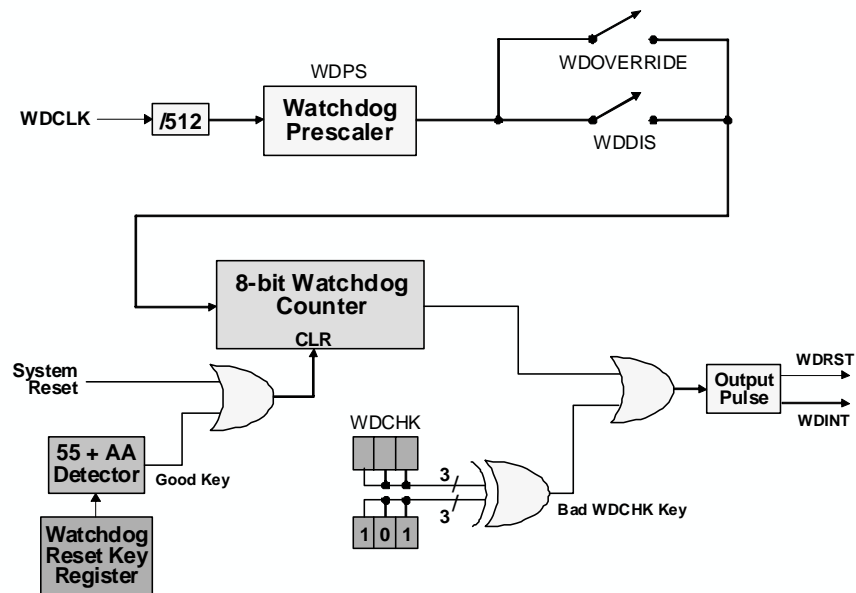 WDOVERRIDE
WDPS
WDCLK
/512
Watchdog
Prescaler
WDDIS
8-bit Watchdog
Counter
CLR
System
Reset
55 + AA
Detector
Good Key
Watchdog
Reset Key
Register
WDCHK
3
3
1 0 1
Bad WDCHK Key
Output
Pulse
WDRST
WDINT